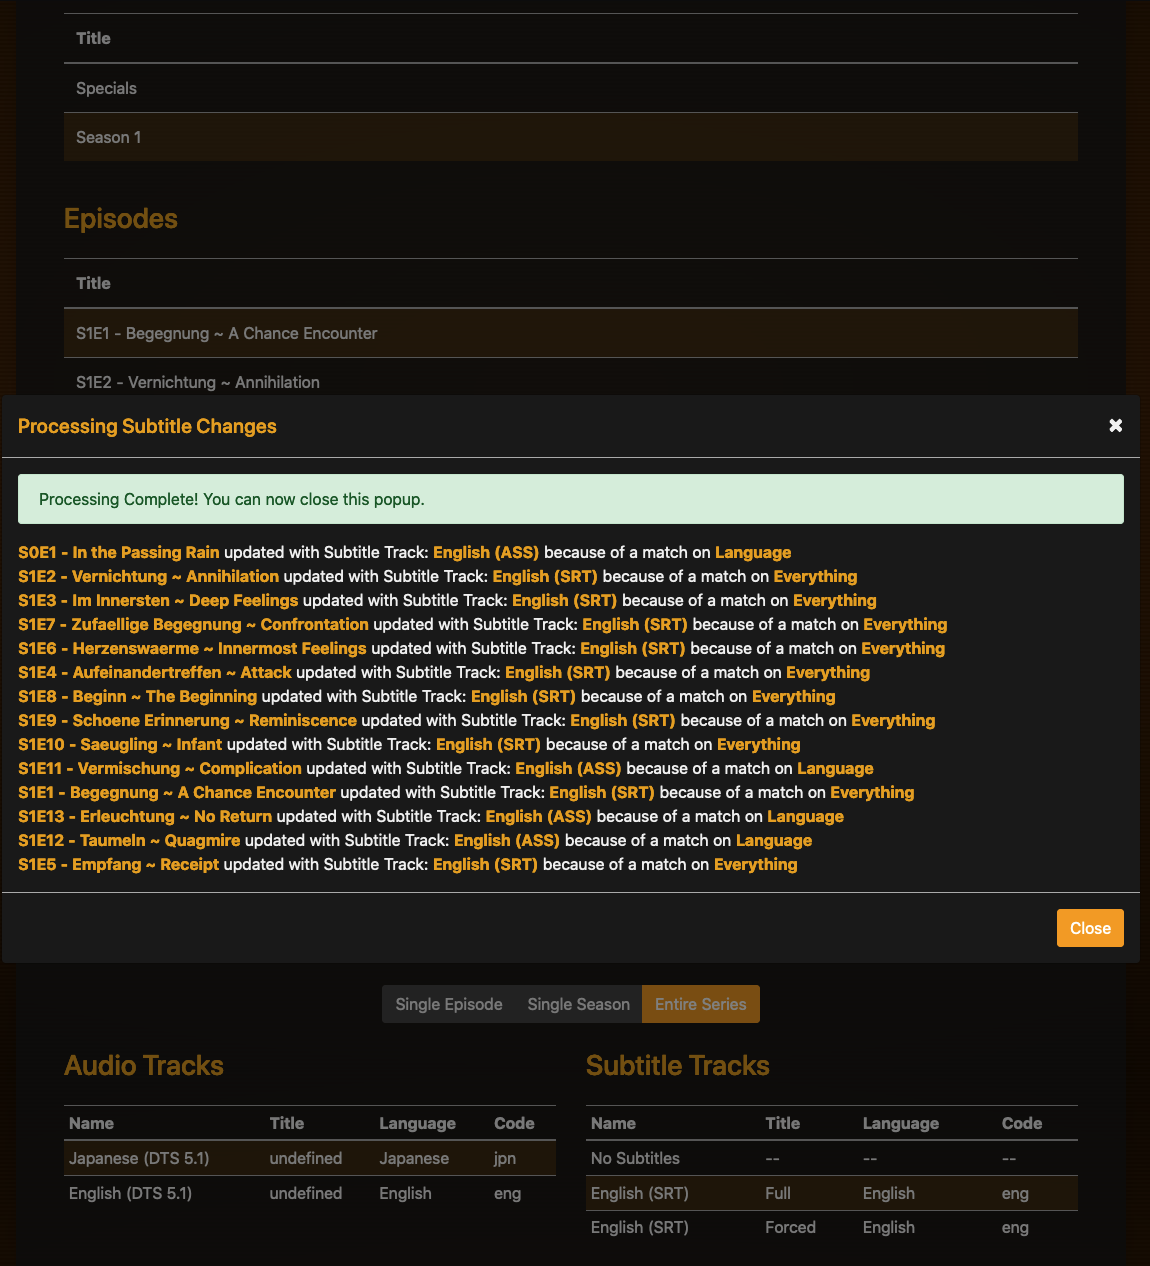 Title
Specials
Season 1
Episodes
Title
S1E1 - Begegnung ~ A Chance Encounter
S1E2 - Vernichtung ~ Annihilation
Processing Subtitle Changes
Processing Complete! You can now close this popup.
S0E1 - In the Passing Rain updated with Subtitle Track: English (ASS) because of a match on Language
S1E2 - Vernichtung ~ Annihilation updated with Subtitle Track: English (SRT) because of a match on Everything
S1E3 - Im Innersten ~ Deep Feelings updated with Subtitle Track: English (SRT) because of a match on Everything
S1E7 - Zufaellige Begegnung ~ Confrontation updated with Subtitle Track: English (SRT) because of a match on Everything
S1E6 - Herzenswaerme ~ Innermost Feelings updated with Subtitle Track: English (SRT) because of a match on Everything
S1E4 - Aufeinandertreffen ~ Attack updated with Subtitle Track: English (SRT) because of a match on Everything
S1E8 - Beginn ~ The Beginning updated with Subtitle Track: English (SRT) because of a match on Everything
S1E9 - Schoene Erinnerung ~ Reminiscence updated with Subtitle Track: English (SRT) because of a match on Everything
S1E10 - Saeugling ~ Infant updated with Subtitle Track: English (SRT) because of a match on Everything
S1E11 - Vermischung ~ Complication updated with Subtitle Track: English (ASS) because of a match on Language
S1E1 - Begegnung ~ A Chance Encounter updated with Subtitle Track: English (SRT) because of a match on Everything
S1E13 - Erleuchtung ~ No Return updated with Subtitle Track: English (ASS) because of a match on Language
S1E12 - Taumeln ~ Quagmire updated with Subtitle Track: English (ASS) because of a match on Language
S1E5 - Empfang ~ Receipt updated with Subtitle Track: English (SRT) because of a match on Everything
Close
Single Episode Single Season Entire Series
Audio Tracks
Name Title Language Code
Japanese (DTS 5.1) undefined Japanese jpn
English (DTS 5.1) undefined English eng
Subtitle Tracks
Name Title Language Code
No Subtitles -- -- --
English (SRT) Full English eng
English (SRT) Forced English eng